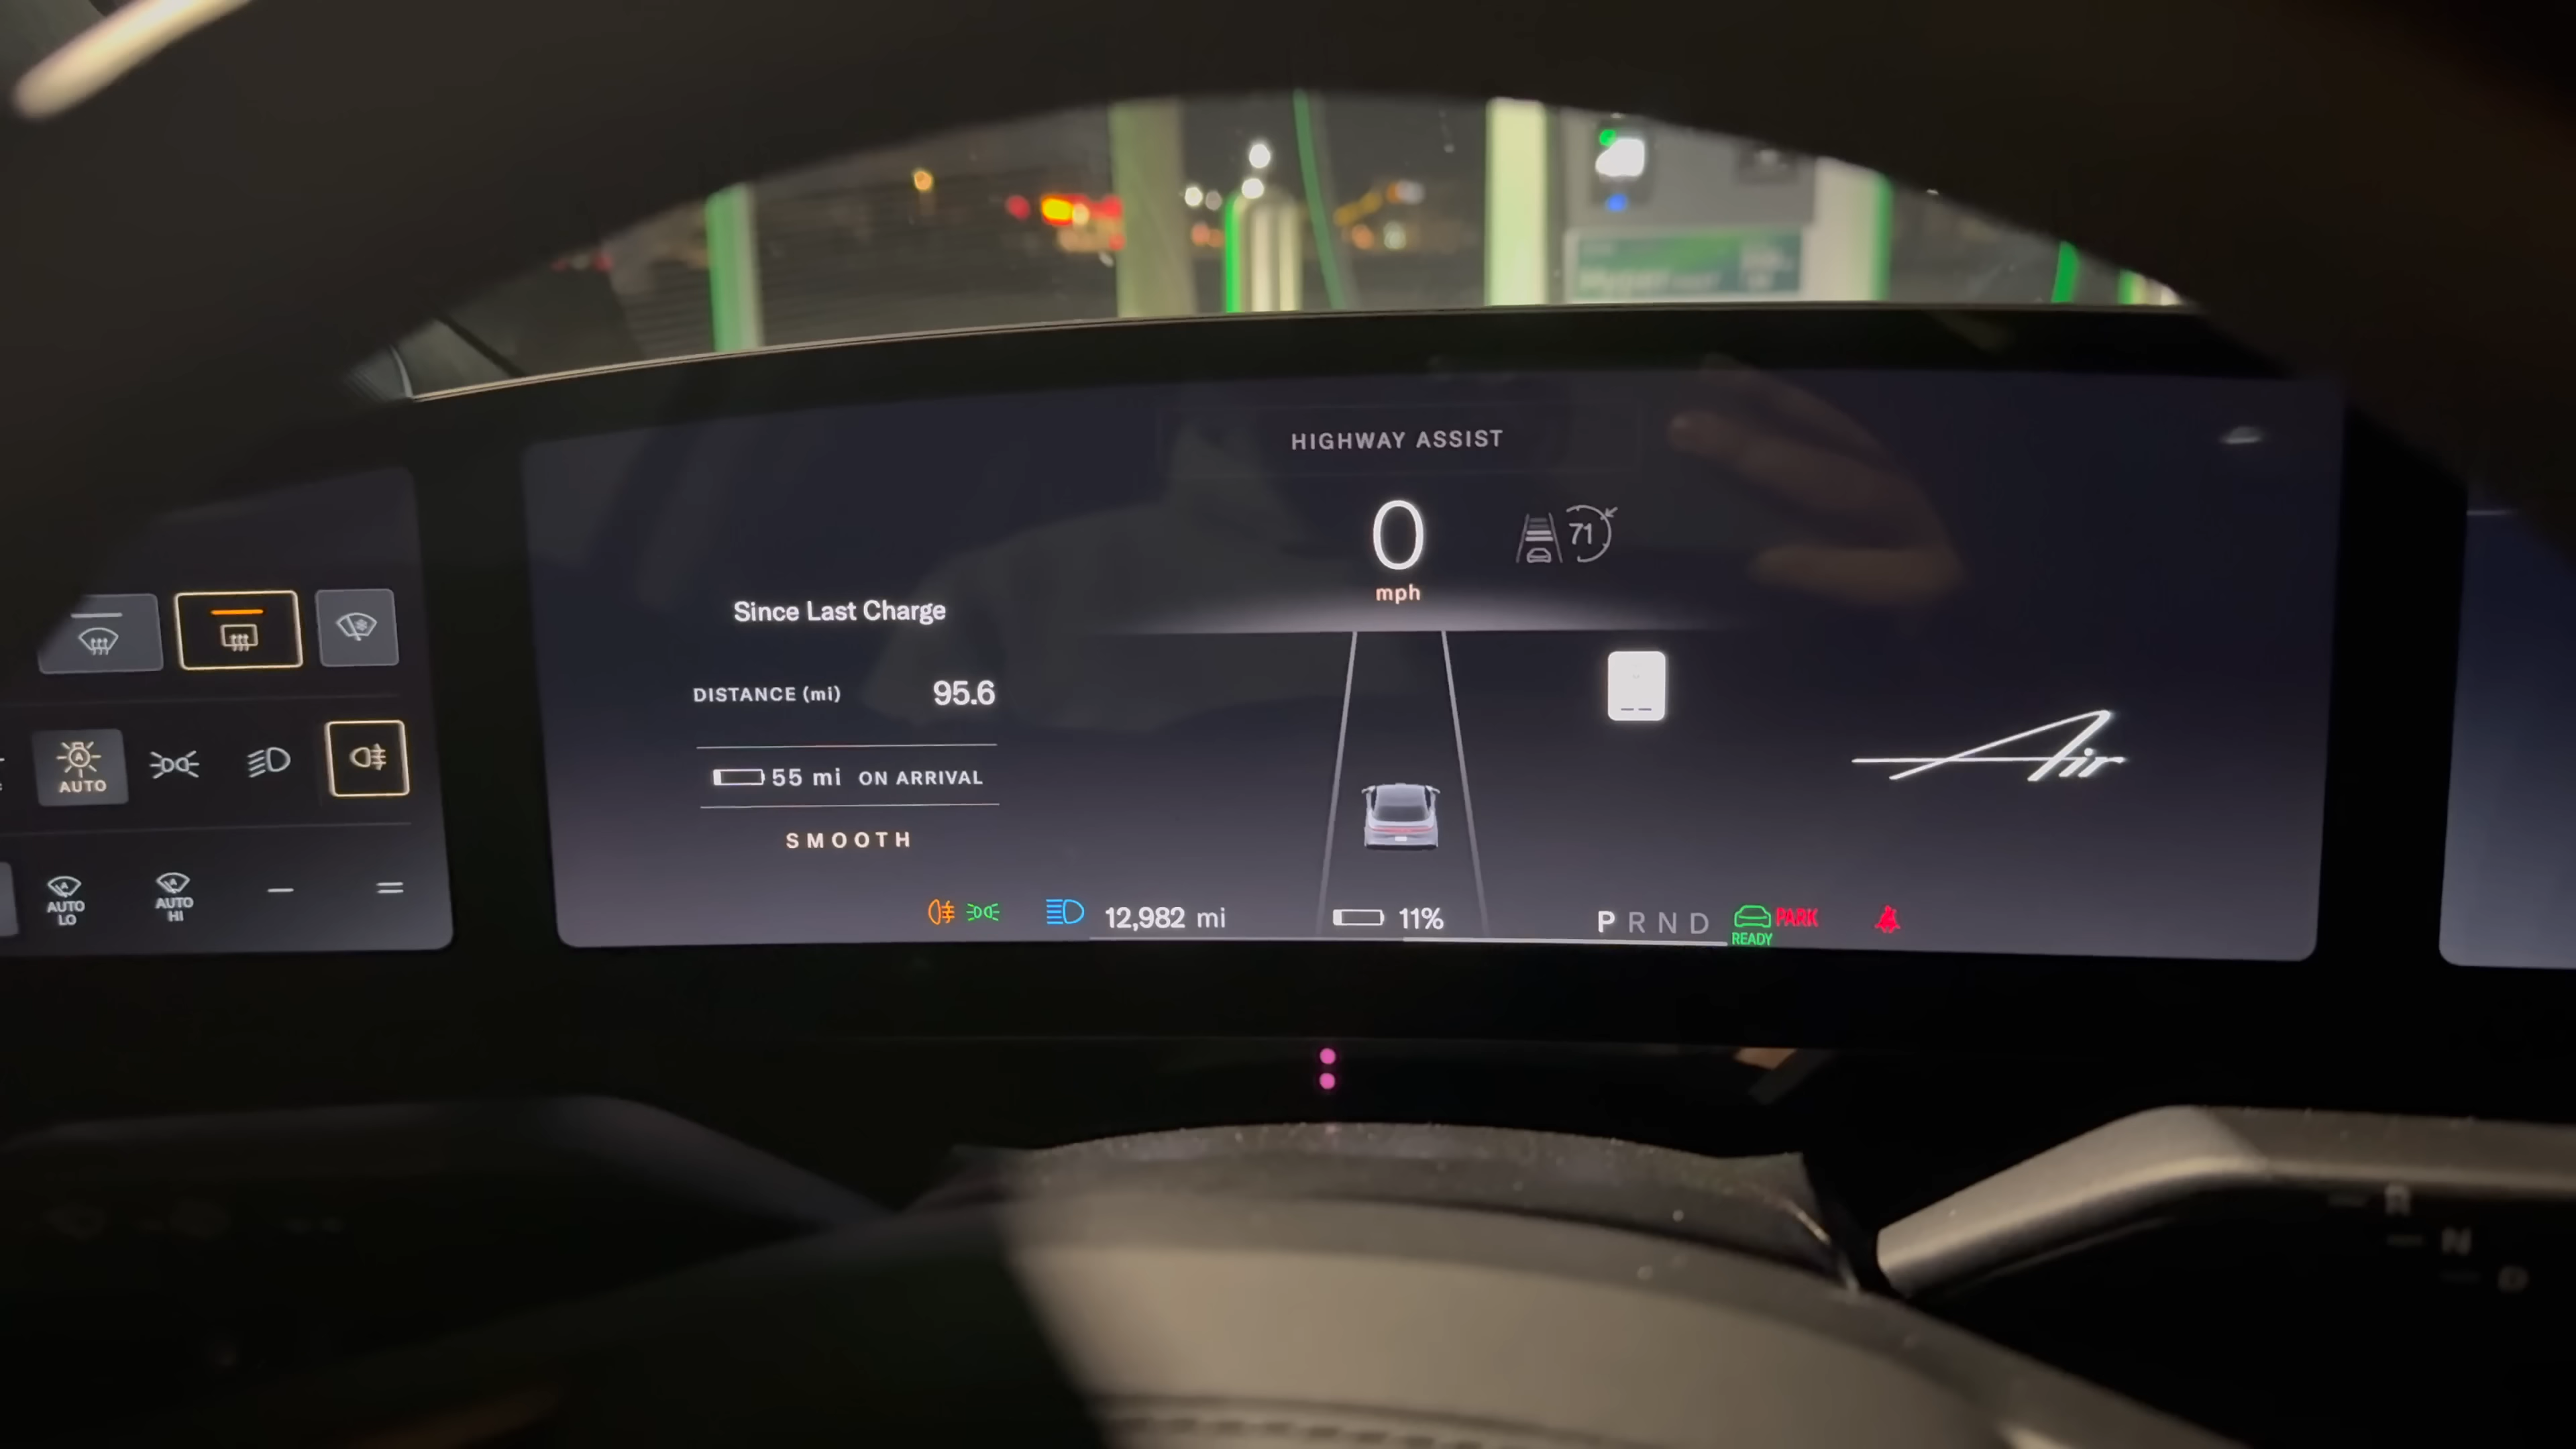 HIGHWAY ASSIST
0
mph
71
Since Last Charge
DISTANCE (mi) 95.6
55 mi ON ARRIVAL
SMOOTH
Air
AUTO
AUTO
LO
AUTO
HI
12,982 mi
11%
P R N D
READY
PARK
R
N
D